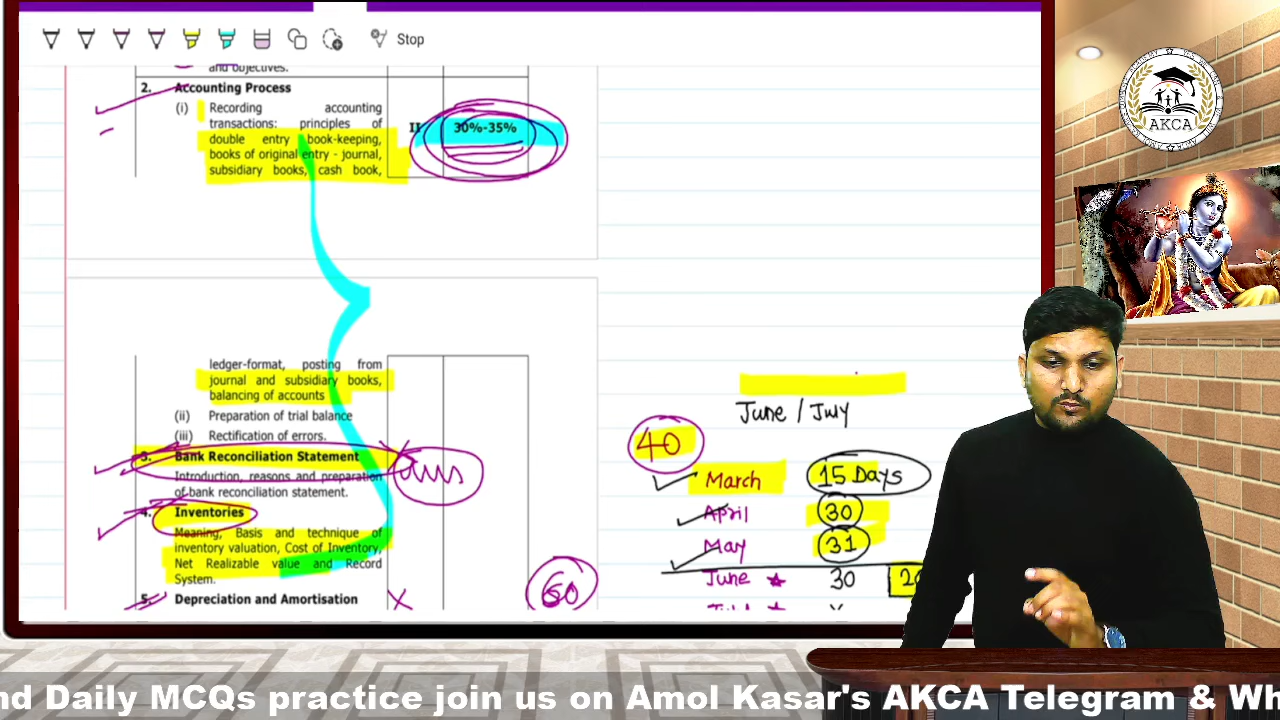 Stop
and objectives.
2. Accounting Process
(i) Recording accounting
transactions: principles of
double entry book-keeping,
books of original entry - journal,
subsidiary books, cash book,
II 30%-35%
ledger-format, posting from
journal and subsidiary books,
balancing of accounts
(ii) Preparation of trial balance
(iii) Rectification of errors.
3. Bank Reconciliation Statement
Introduction, reasons and preparation
of bank reconciliation statement.
4. Inventories
Meaning, Basis and technique of
inventory valuation, Cost of Inventory,
Net Realizable value and Record
System.
5. Depreciation and Amortisation
60
June / July
40
March 15 Days
April 30
May 31
June 30
AKCA
nd Daily MCQs practice join us on Amol Kasar's AKCA Telegram & Wh